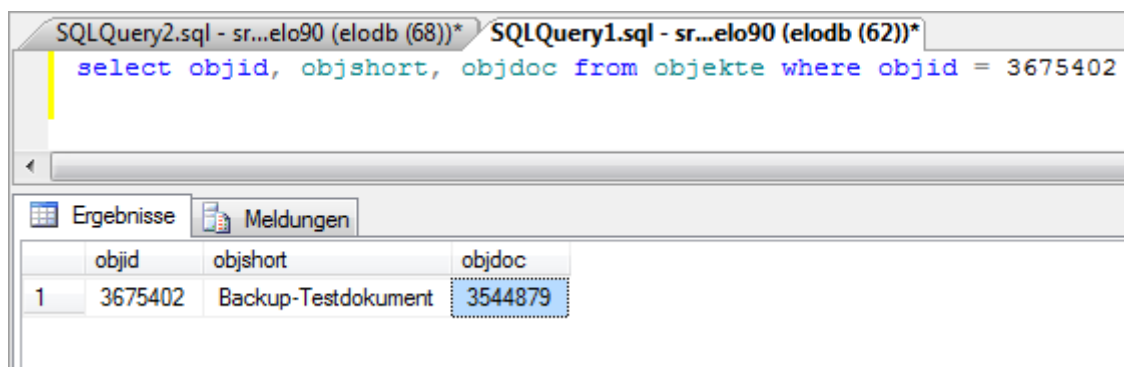 SQLQuery2.sql - sr...elo90 (elodb (68))* SQLQuery1.sql - sr...elo90 (elodb (62))*
select objid, objshort, objdoc from objekte where objid = 3675402
Ergebnisse Meldungen
objid objshort objdoc
1 3675402 Backup-Testdokument 3544879